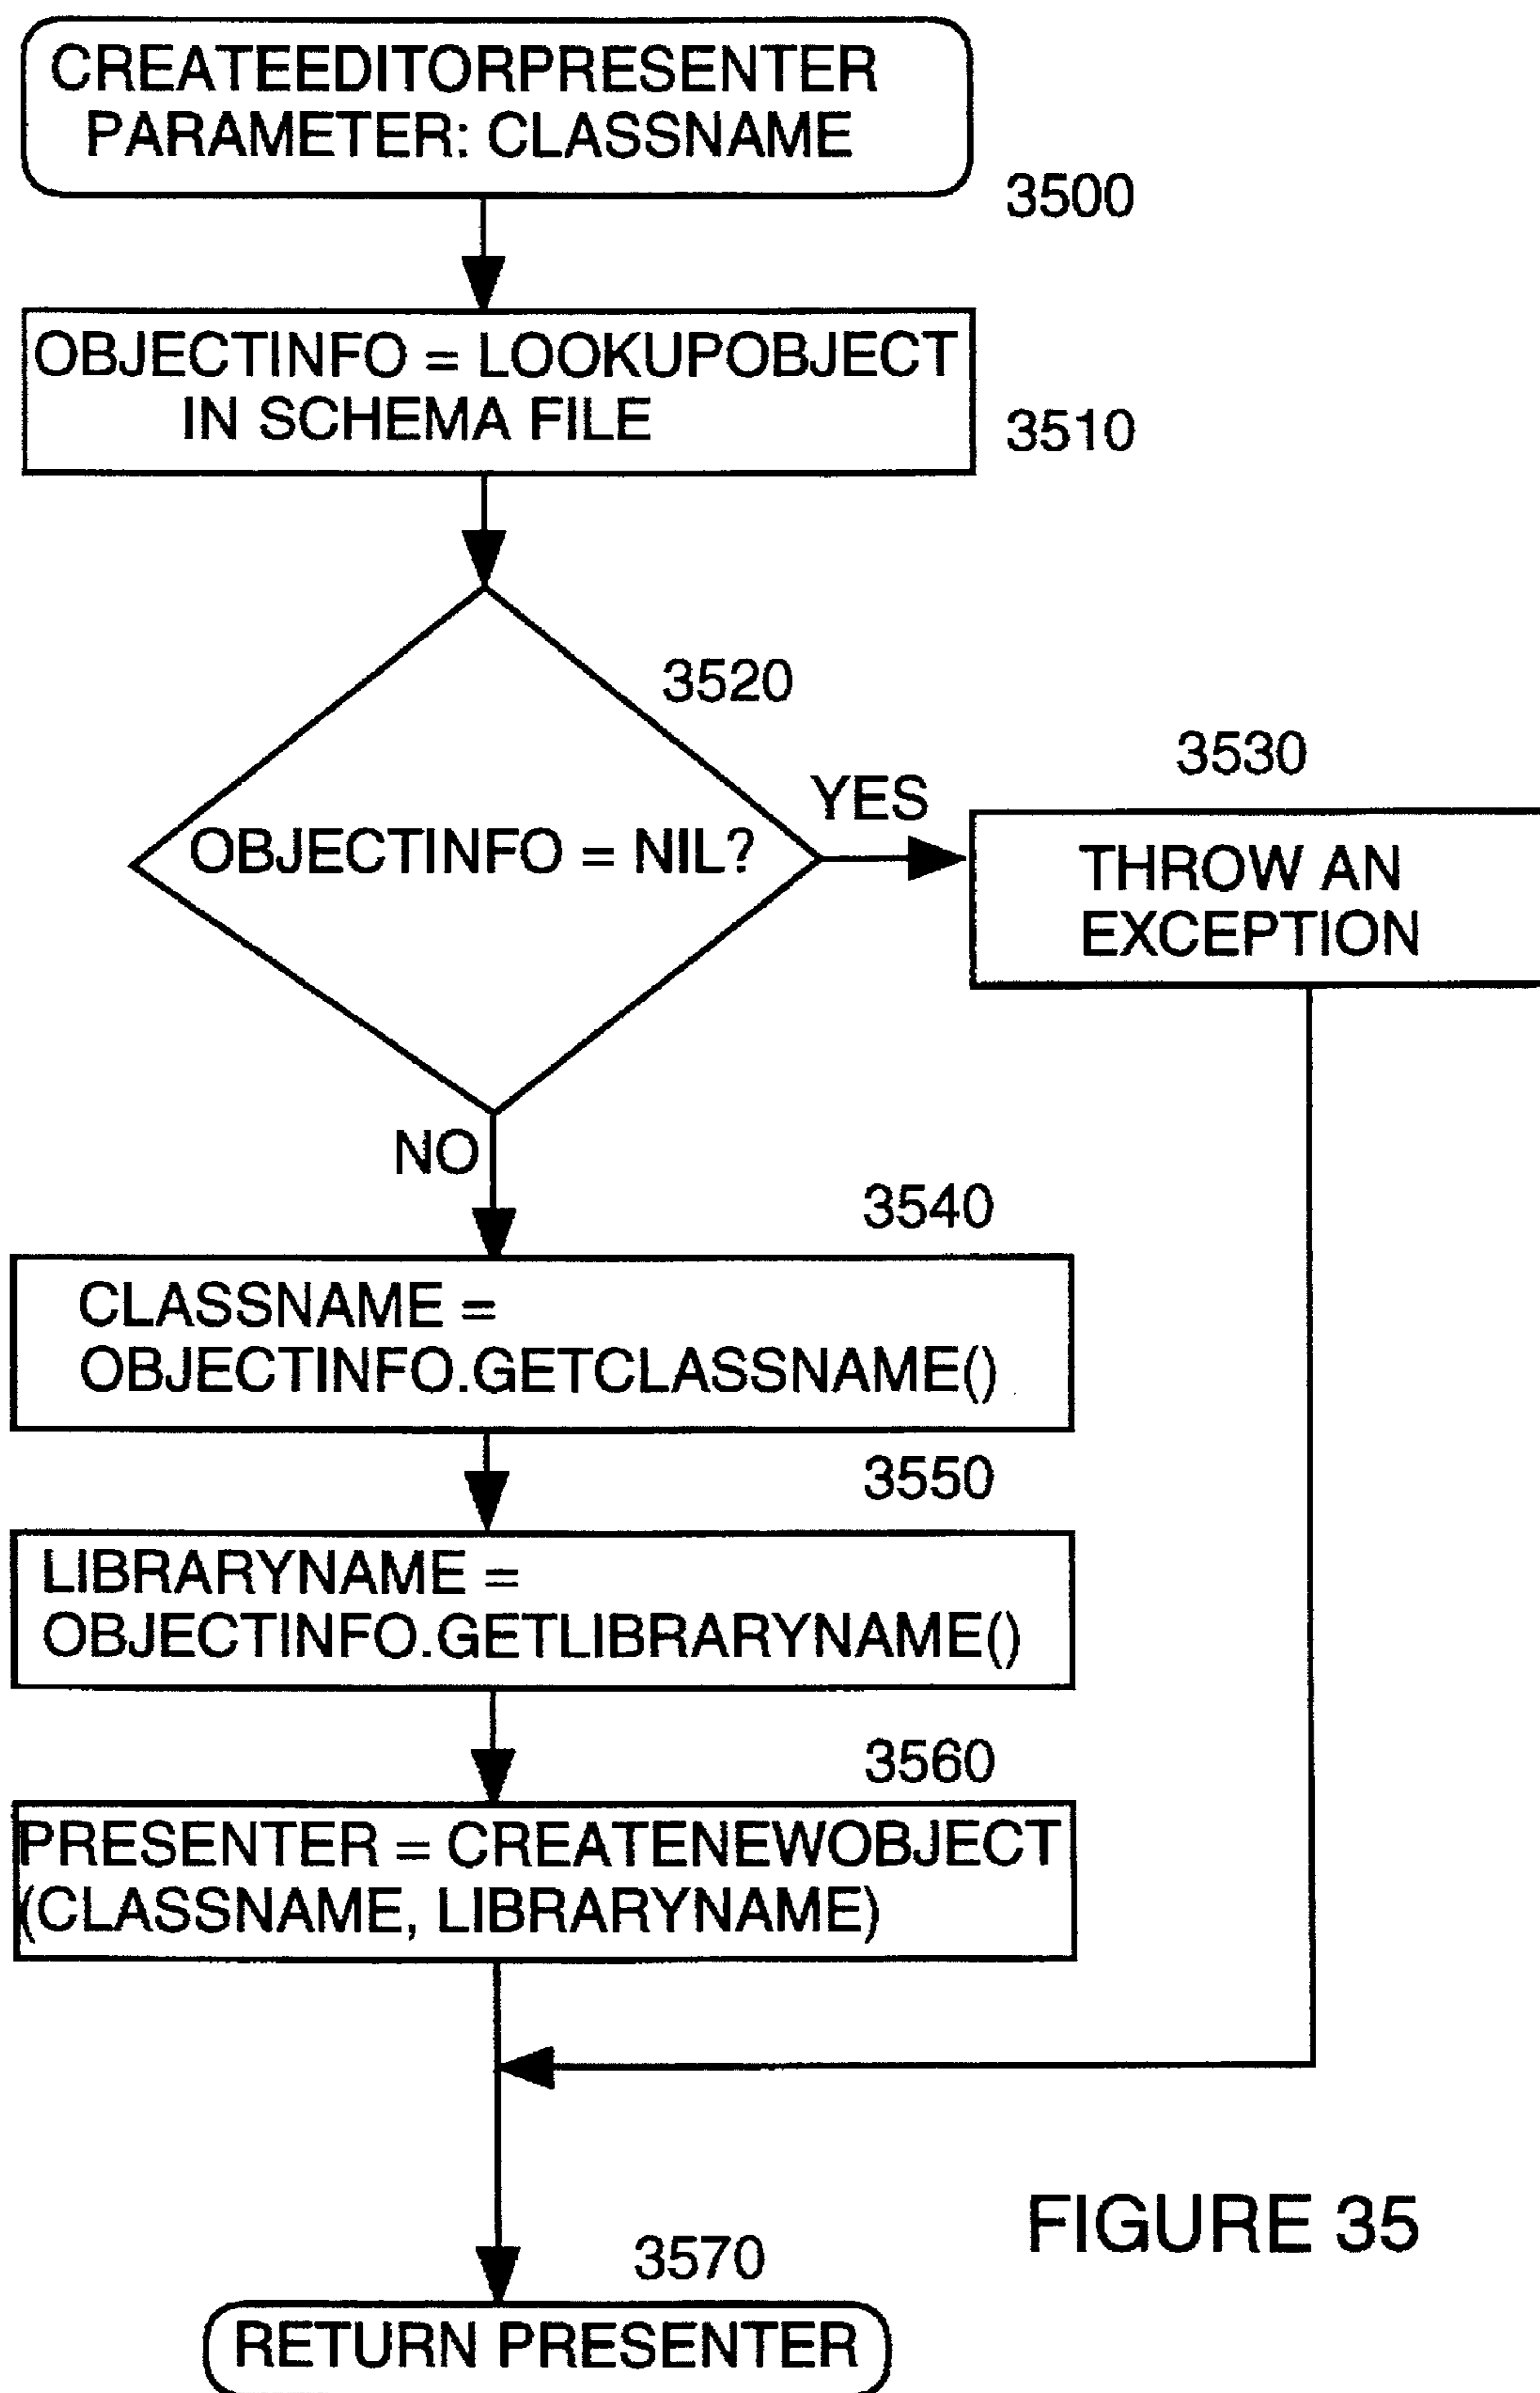 CREATEEDITORPRESENTER
PARAMETER: CLASSNAME
3500
OBJECTINFO = LOOKUPOBJECT
IN SCHEMA FILE
3510
3520
OBJECTINFO = NIL?
YES
3530
THROW AN
EXCEPTION
NO
3540
CLASSNAME =
OBJECTINFO.GETCLASSNAME()
3550
LIBRARYNAME =
OBJECTINFO.GETLIBRARYNAME()
3560
PRESENTER = CREATENEWOBJECT
(CLASSNAME, LIBRARYNAME)
FIGURE 35
3570
RETURN PRESENTER